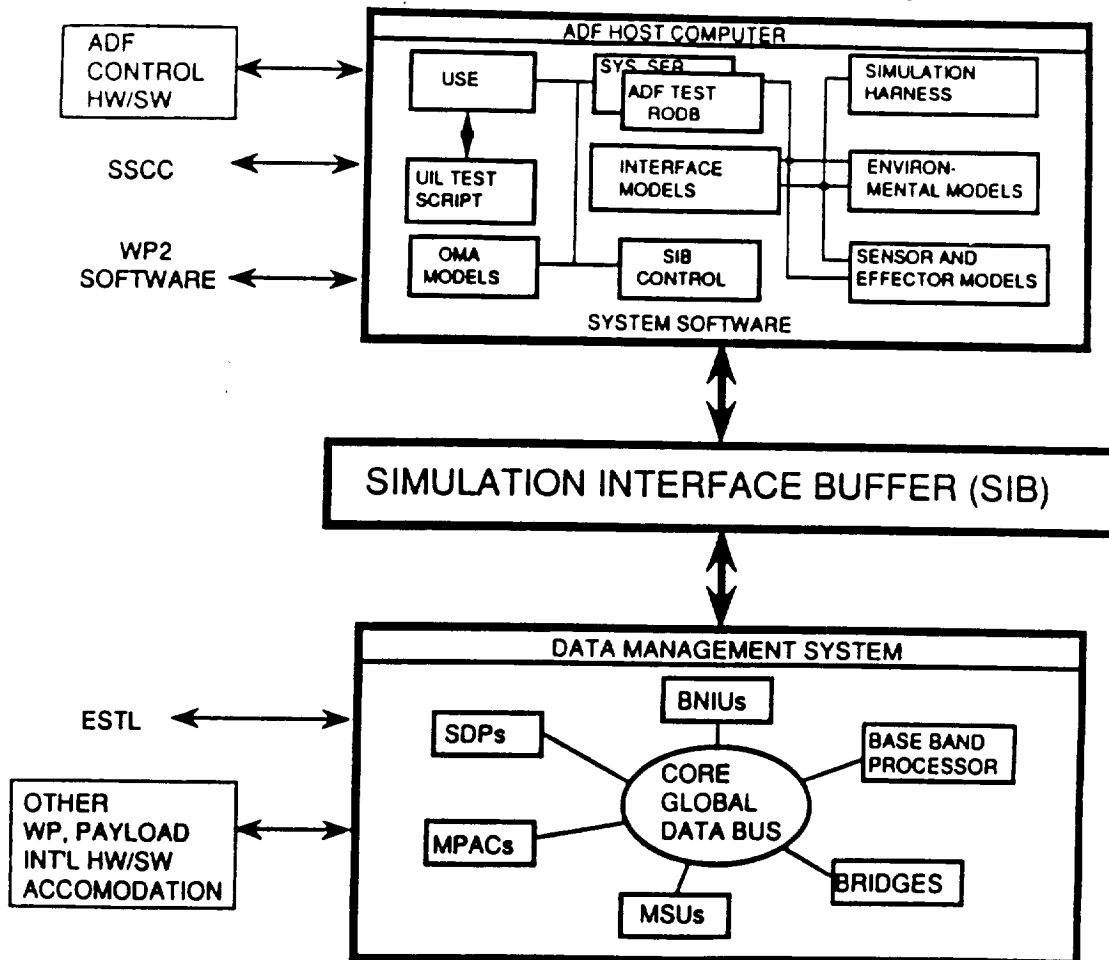 ADF HOST COMPUTER
ADF
CONTROL
HW/SW
SSCC
WP2
SOFTWARE
USE
SYS SER
ADF TEST
RODB
SIMULATION
HARNESS
UIL TEST
SCRIPT
INTERFACE
MODELS
ENVIRON-
MENTAL MODELS
OMA
MODELS
SIB
CONTROL
SENSOR AND
EFFECTOR MODELS
SYSTEM SOFTWARE
SIMULATION INTERFACE BUFFER (SIB)
DATA MANAGEMENT SYSTEM
ESTL
OTHER
WP, PAYLOAD
INT'L HW/SW
ACCOMODATION
BNIUs
SDPs
BASE BAND
PROCESSOR
CORE
GLOBAL
DATA BUS
MPACs
BRIDGES
MSUs